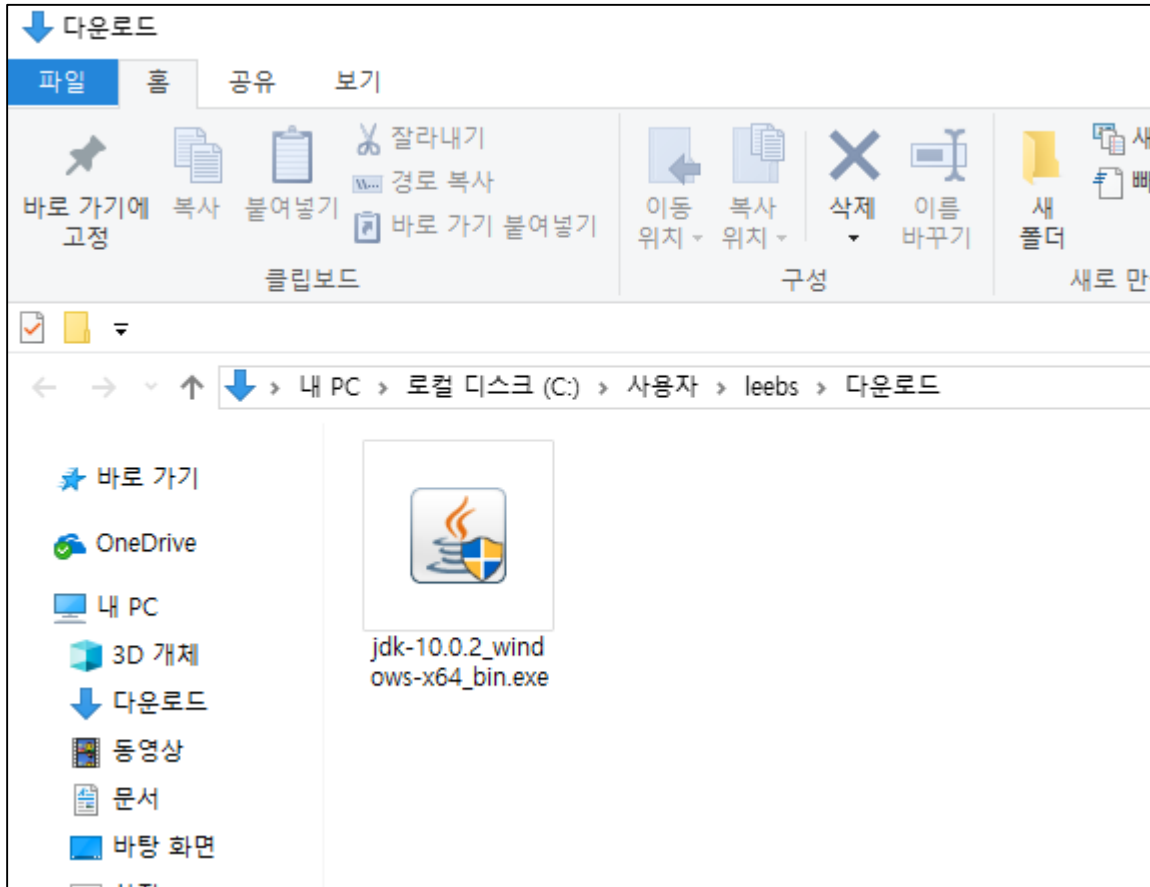 다운로드
파일 홈 공유 보기
바로 가기에
고정
복사
붙여넣기
잘라내기
경로 복사
바로 가기 붙여넣기
클립보드
이동
위치
복사
위치
삭제
이름
바꾸기
구성
새
폴더
새로 만
내 PC > 로컬 디스크 (C:) > 사용자 > leebs > 다운로드
바로 가기
OneDrive
내 PC
3D 개체
다운로드
동영상
문서
바탕 화면
jdk-10.0.2_wind
ows-x64_bin.exe